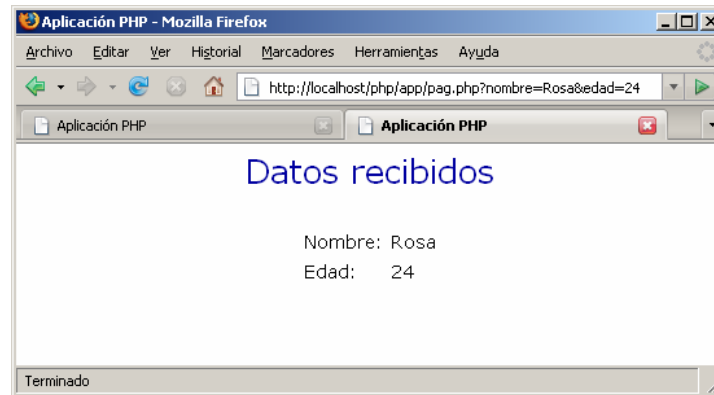 Aplicación PHP - Mozilla Firefox
Archivo Editar Ver Historial Marcadores Herramientas Ayuda
http://localhost/php/app/pag.php?nombre=Rosa&edad=24
Aplicación PHP Aplicación PHP
Datos recibidos
Nombre: Rosa
Edad: 24
Terminado